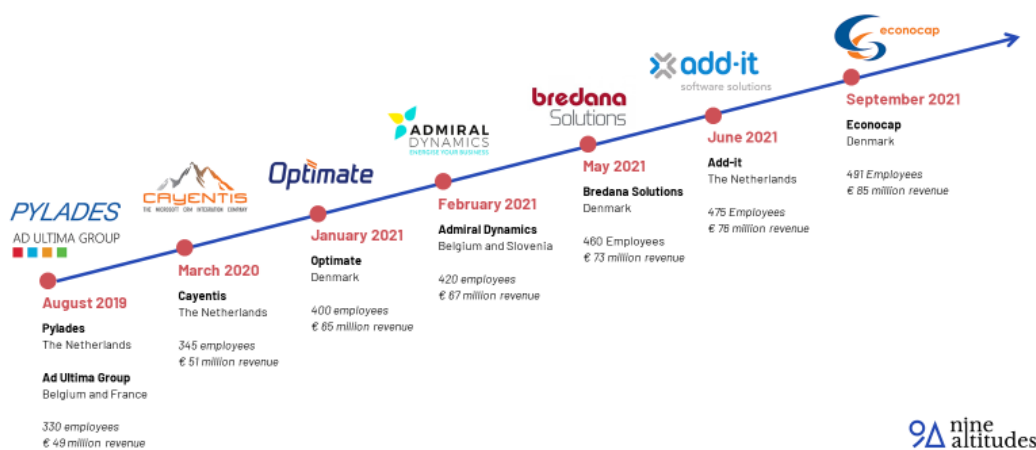 PYLADES
AD ULTIMA GROUP
August 2019
Pylades
The Netherlands
Ad Ultima Group
Belgium and France
330 employees
€ 49 million revenue
CAYENTIS
THE MICROSOFT CRM INTEGRATION COMPANY
March 2020
Cayentis
The Netherlands
345 employees
€ 51 million revenue
Optimate
January 2021
Optimate
Denmark
400 employees
€ 65 million revenue
ADMIRAL
DYNAMICS
ENERGISE YOUR BUSINESS
February 2021
Admiral Dynamics
Belgium and Slovenia
420 employees
€ 67 million revenue
bredana
Solutions
May 2021
Bredana Solutions
Denmark
460 Employees
€ 73 million revenue
add-it
software solutions
June 2021
Add-it
The Netherlands
475 Employees
€ 76 million revenue
econocap
September 2021
Econocap
Denmark
491 Employees
€ 85 million revenue
nine
altitudes